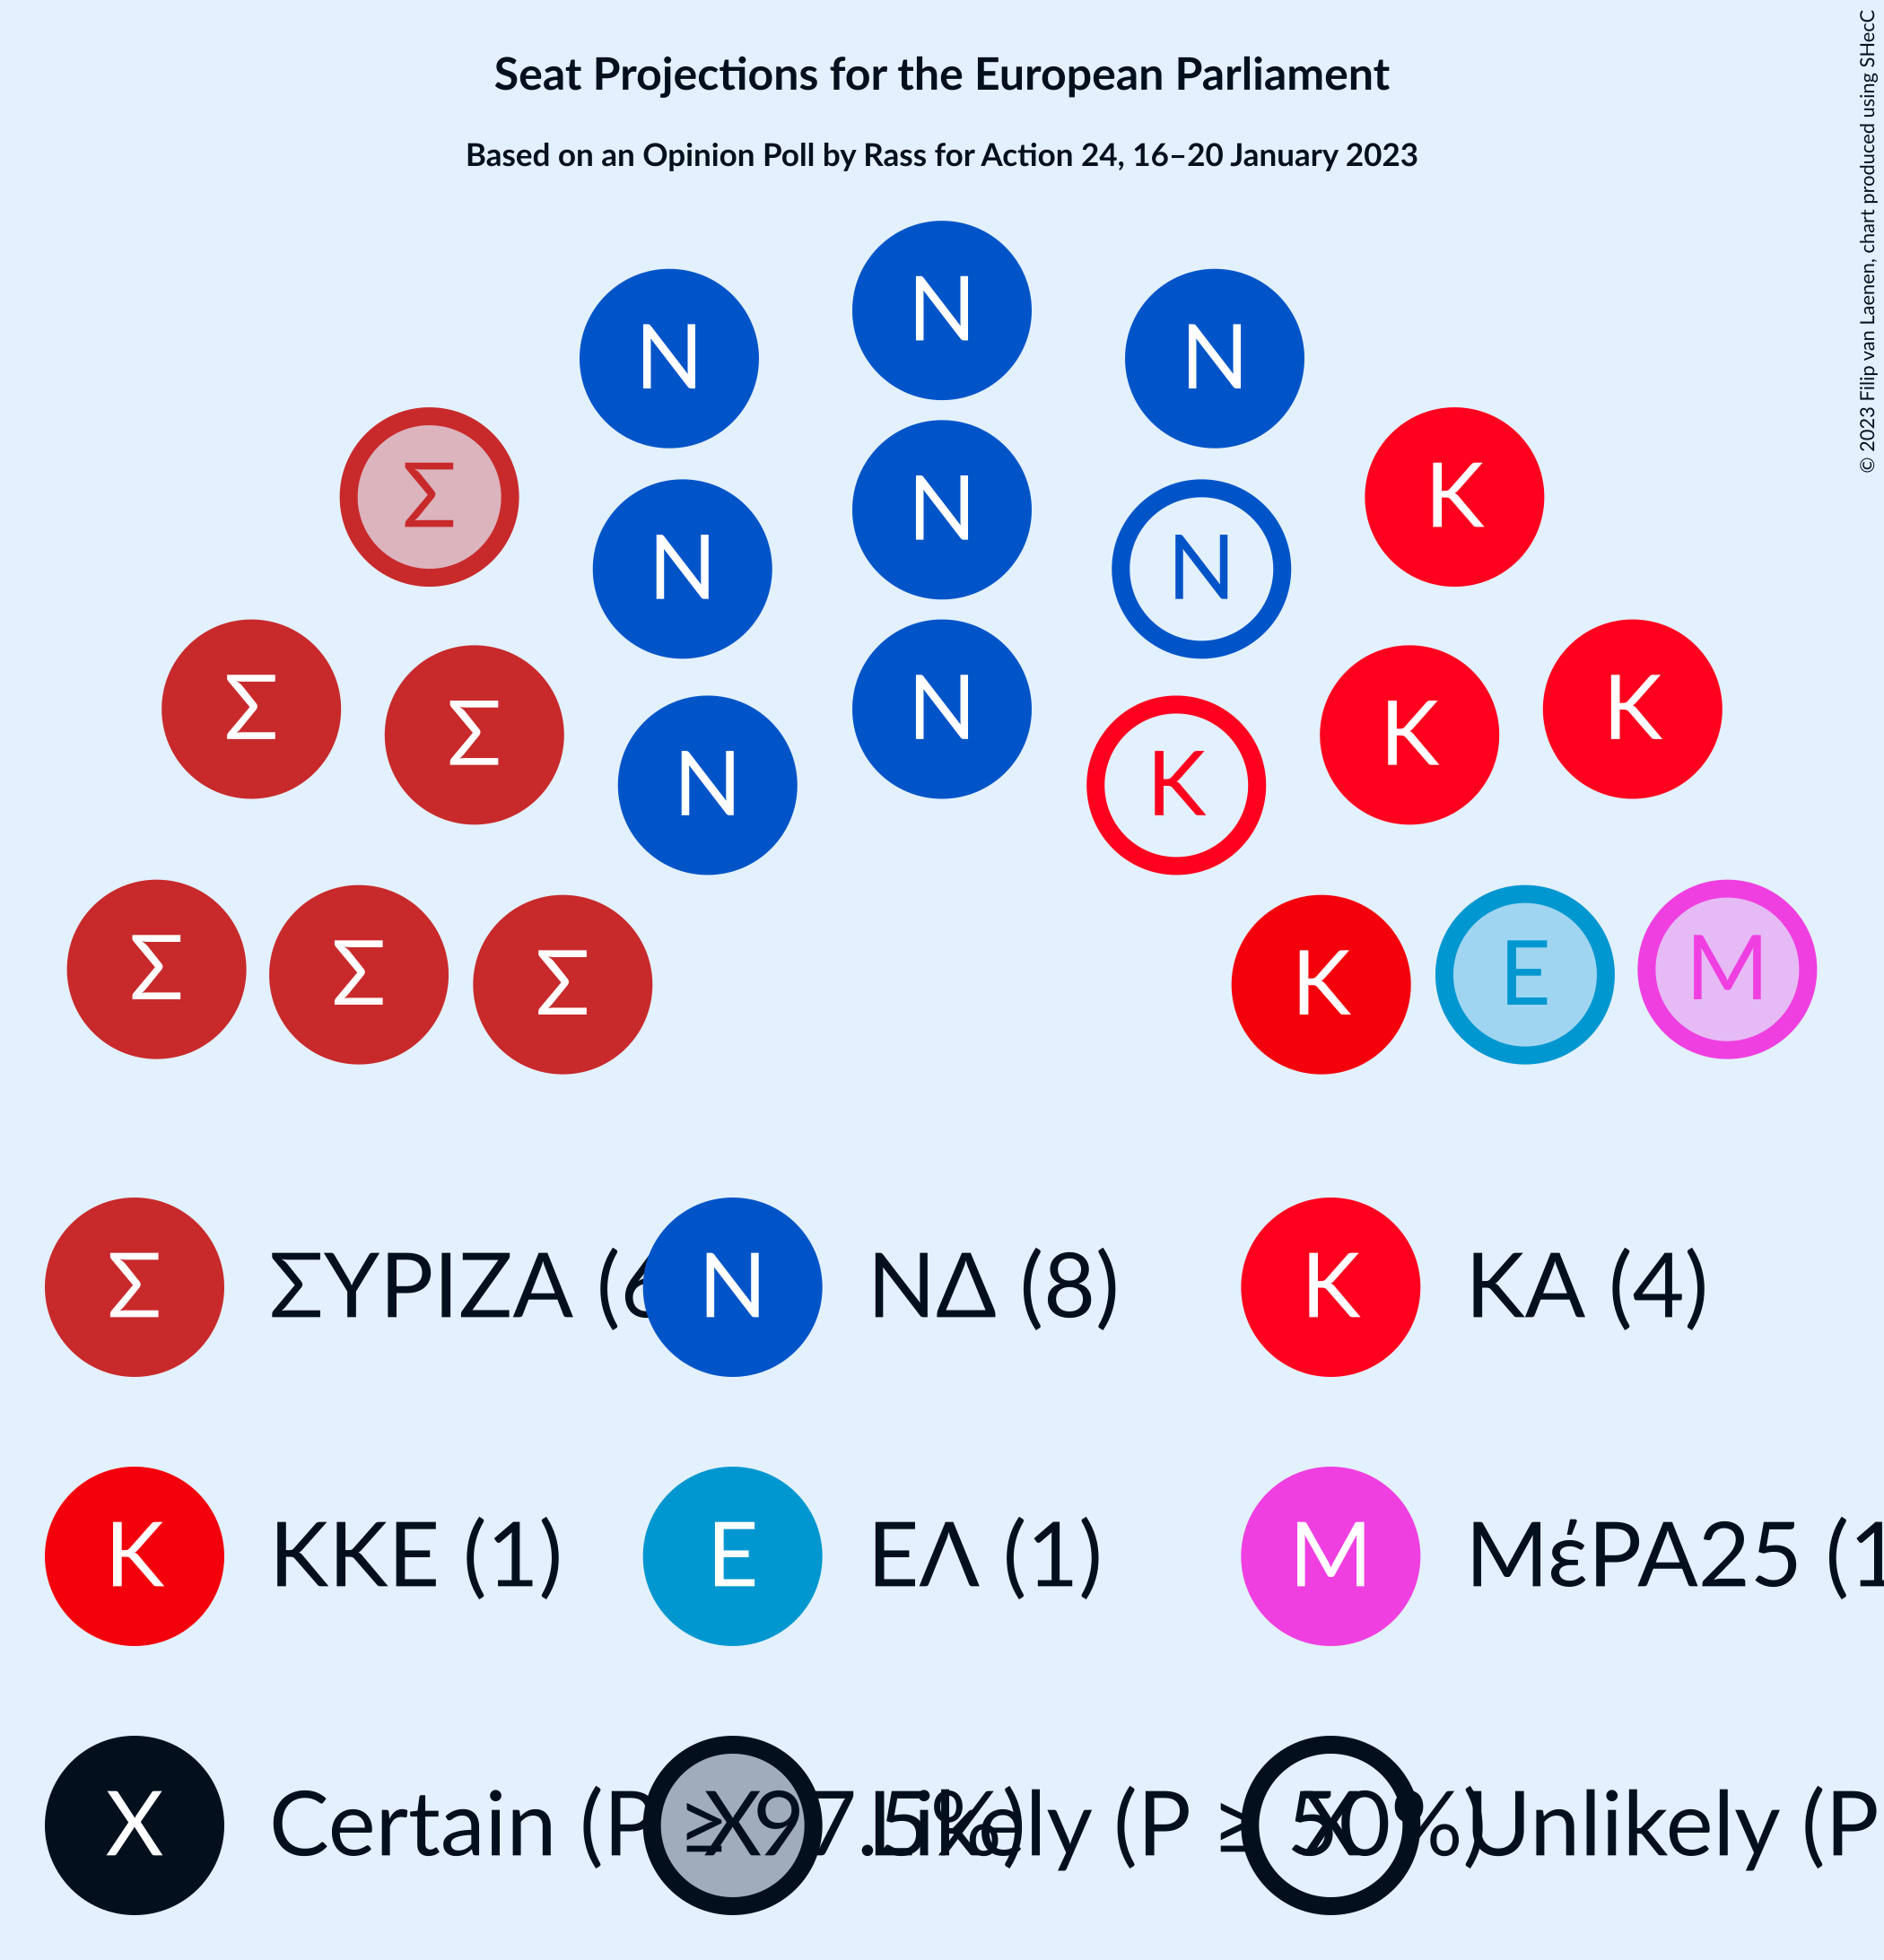 Seat Projections for the European Parliament
Based on an Opinion Poll by Rass for Action 24, 16–20 January 2023
© 2023 Filip van Laenen, chart produced using SHecC
N
N N
Σ N K
N N
Σ N K
Σ N K K
N K
Σ Σ Σ K E M
Σ ΣΥΡΙΖΑ (6 N ΝΔ (8) K ΚΑ (4)
K ΚΚΕ (1) E ΕΛ (1) M ΜέΡΑ25 (1
X Certain (P ≥ 97.5%) X Likely (P ≥ 50%) X Unlikely (P